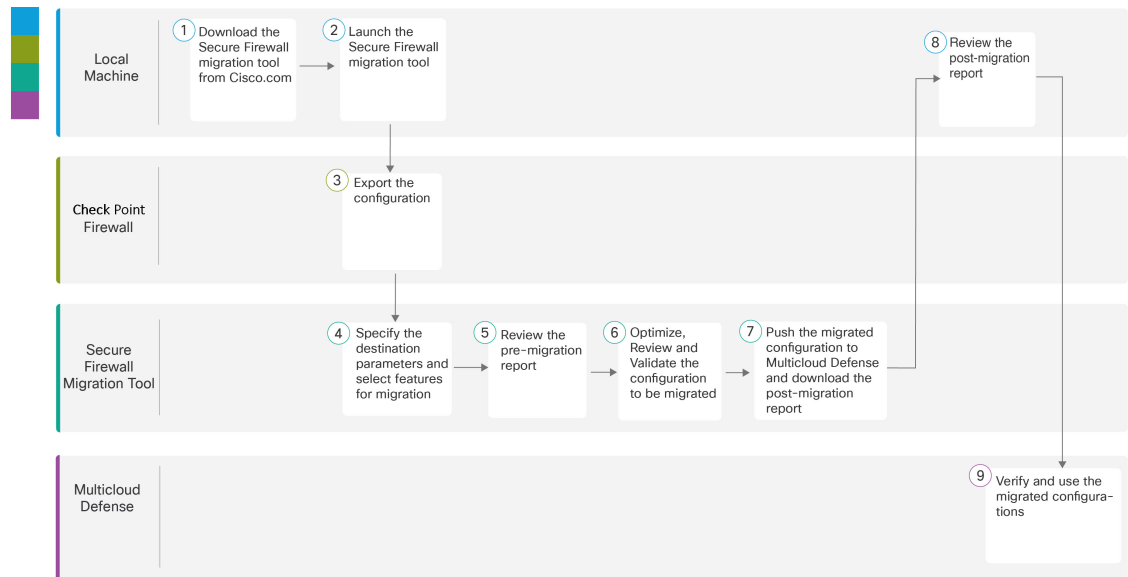 Local
Machine
1
Download the
Secure Firewall
migration tool
from Cisco.com
2
Launch the
Secure Firewall
migration tool
8
Review the
post-migration
report
Check Point
Firewall
3
Export the
configuration
Secure
Firewall
Migration Tool
4
Specify the
destination
parameters and
select features
for migration
5
Review the
pre-migration
report
6
Optimize,
Review and
Validate the
configuration
to be migrated
7
Push the migrated
configuration to
Multicloud Defense
and download the
post-migration
report
Multicloud
Defense
9
Verify and use the
migrated configura-
tions